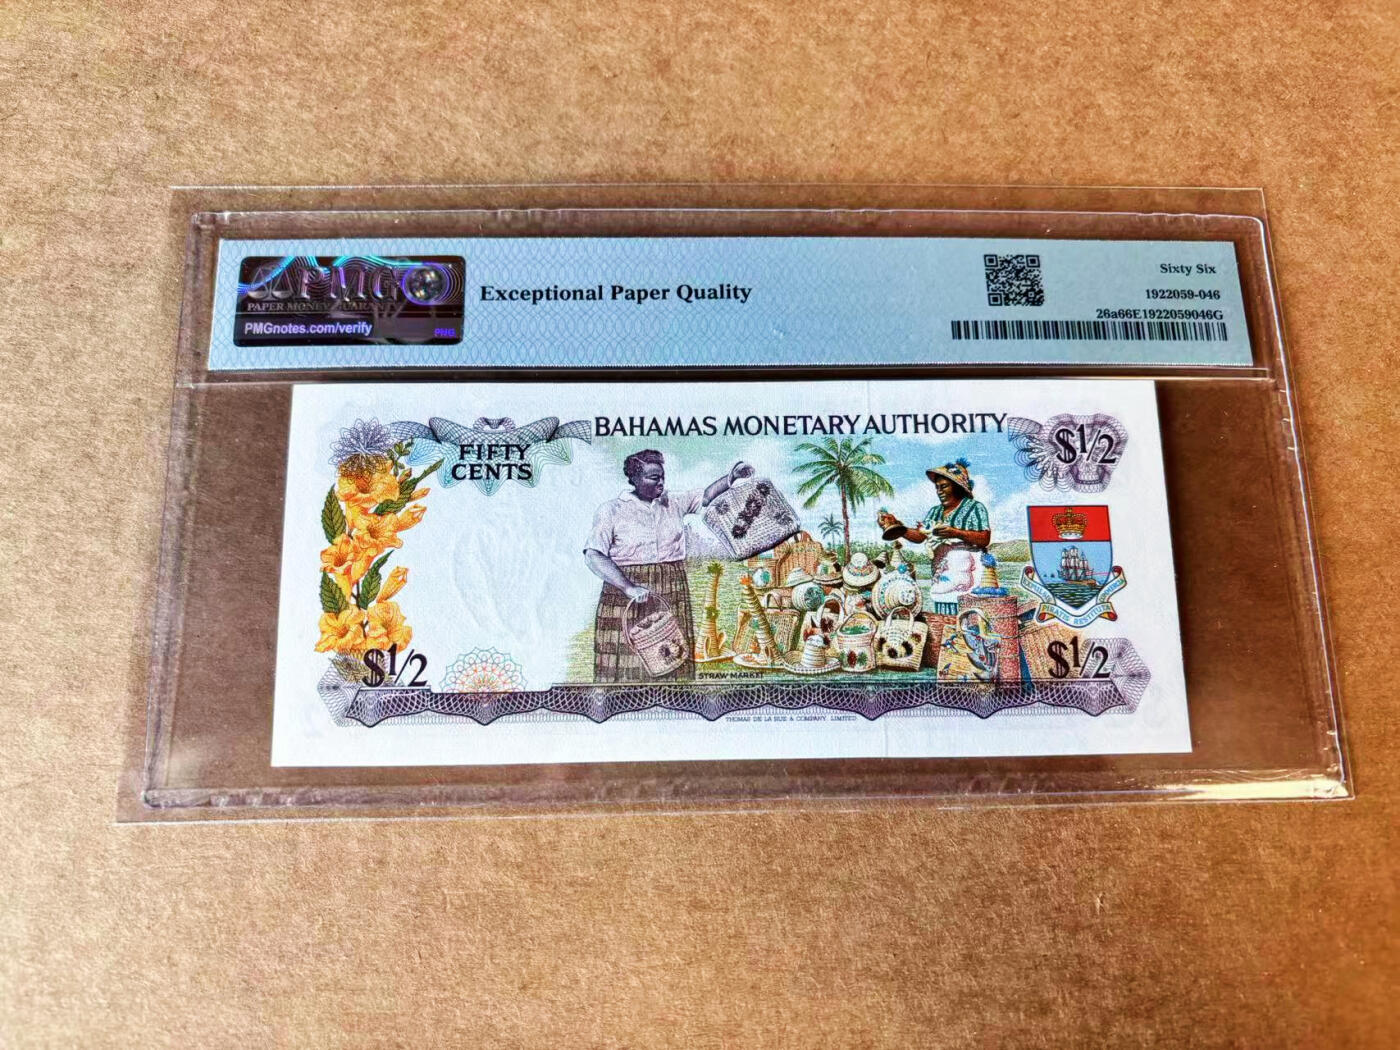 PMG
PAPER MONEY GUARANTY
PMGnotes.com/verify
PNG
Exceptional Paper Quality
Sixty Six
1922059-046
26a66E1922059046G
BAHAMAS MONETARY AUTHORITY
FIFTY
CENTS
$1/2
$1/2
STRAW MARKET
$1/2
THOMAS DE LA RUE & COMPANY, LIMITED